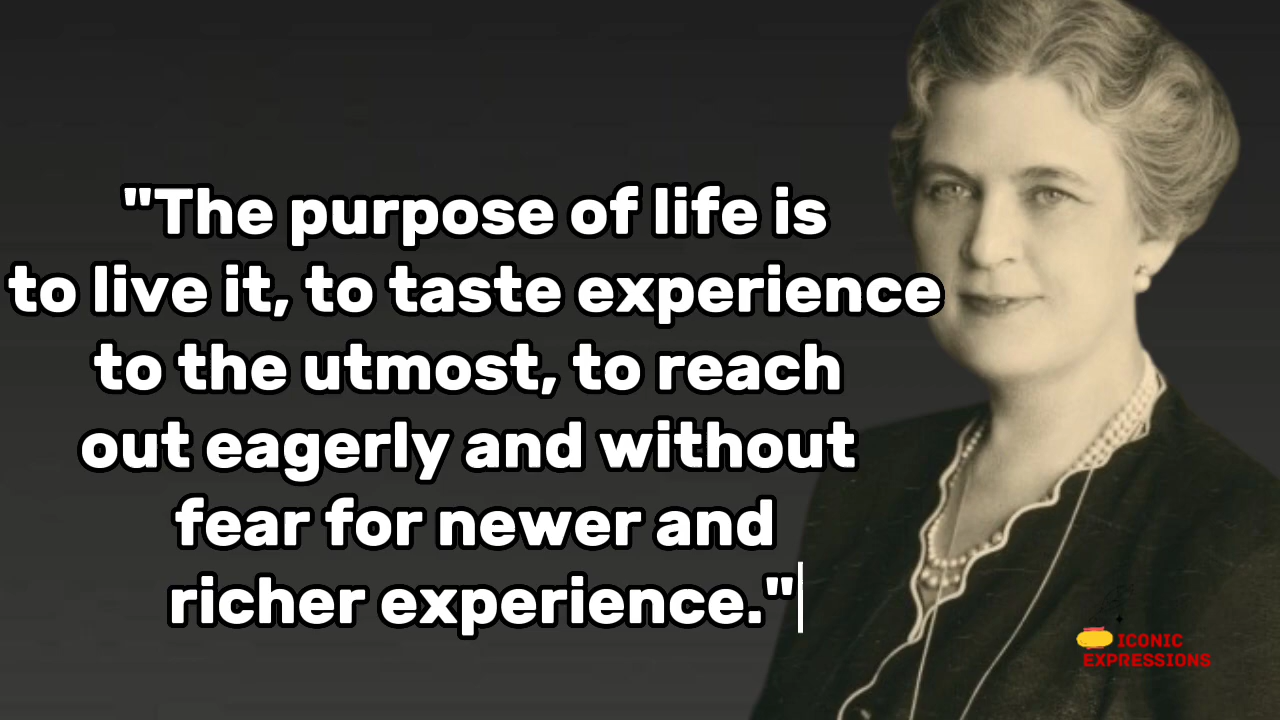 "The purpose of life is
to live it, to taste experience
to the utmost, to reach
out eagerly and without
fear for newer and
richer experience."
ICONIC
EXPRESSIONS